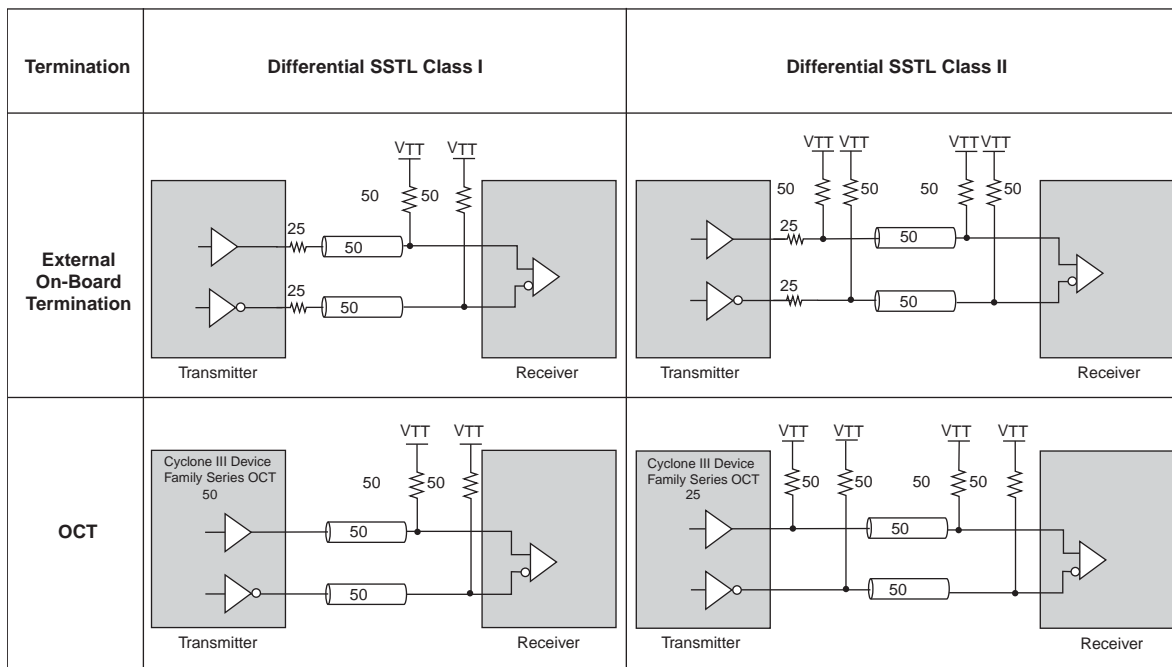 Termination
Differential SSTL Class I
Differential SSTL Class II
External
On-Board
Termination
VTT
VTT
50
50
25
50
25
50
Transmitter
Receiver
VTT
VTT
VTT
VTT
50
50
50
50
25
50
25
50
Transmitter
Receiver
OCT
VTT
VTT
Cyclone III Device
Family Series OCT
50
50
50
50
50
Transmitter
Receiver
VTT
VTT
VTT
VTT
Cyclone III Device
Family Series OCT
25
50
50
50
50
50
50
Transmitter
Receiver